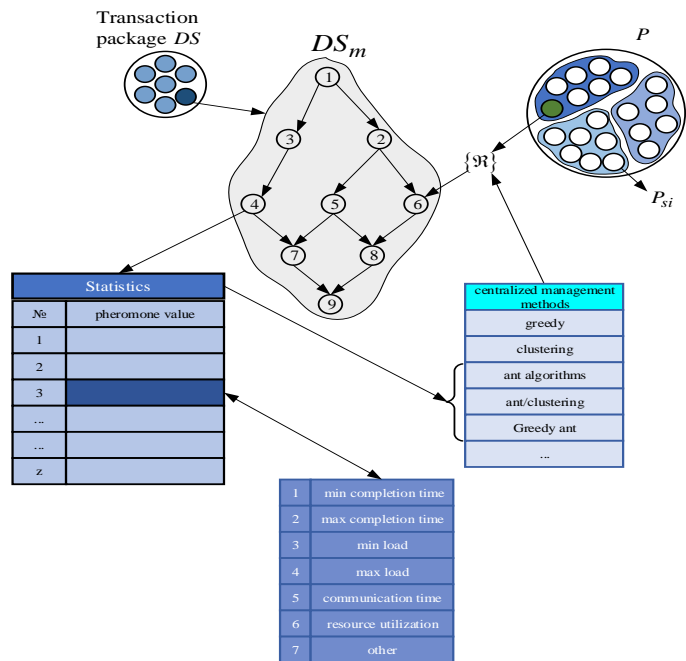 Transaction
package DS
DS_m
P
1
3
2
{ℜ}
4
5
6
P_si
7
8
9
Statistics
№
pheromone value
1
2
3
...
...
z
centralized management
methods
greedy
clustering
ant algorithms
ant/clustering
Greedy ant
...
1 min completion time
2 max completion time
3 min load
4 max load
5 communication time
6 resource utilization
7 other